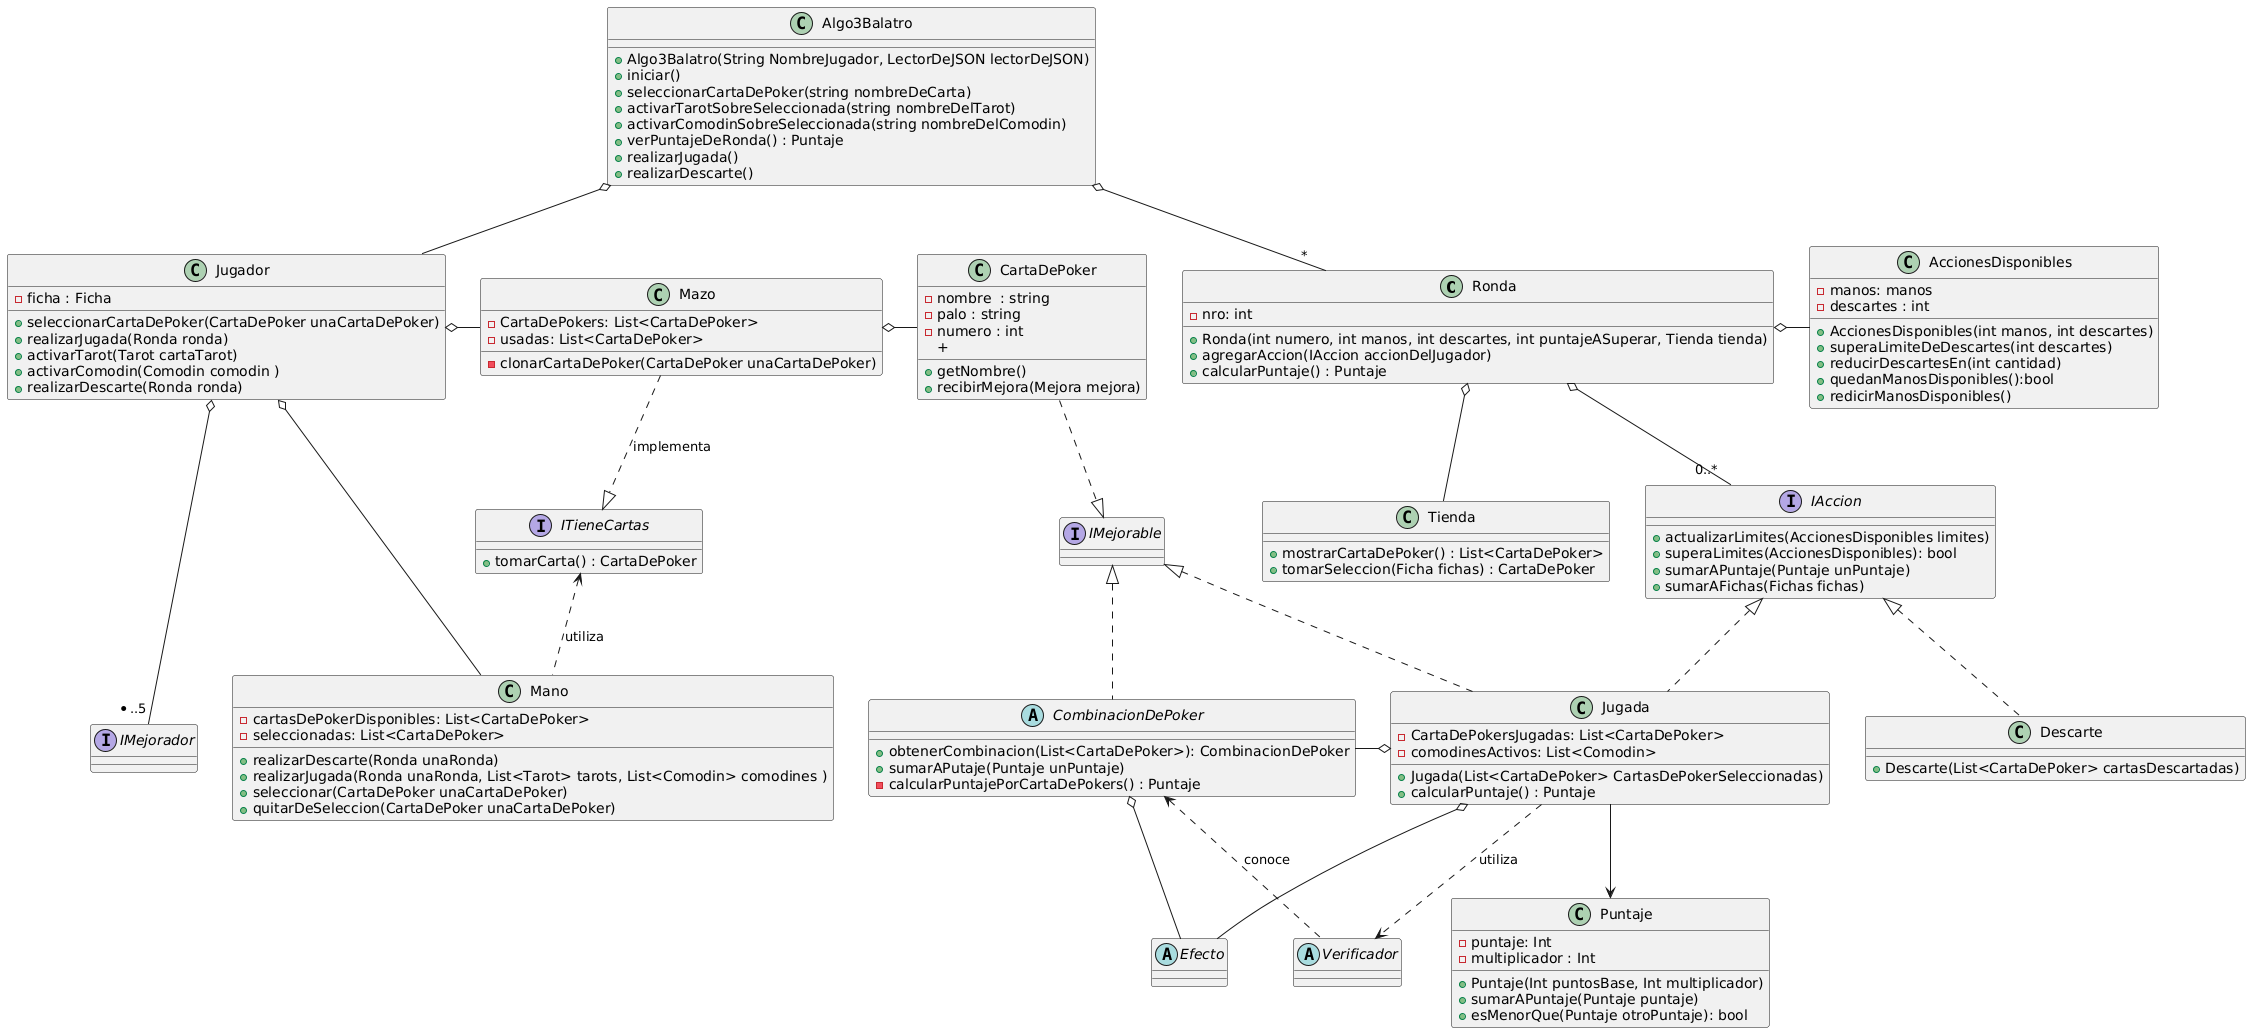 Algo3Balatro
Algo3Balatro(String NombreJugador, LectorDeJSON lectorDeJSON)
iniciar()
seleccionarCartaDePoker(string nombreDeCarta)
activarTarotSobreSeleccionada(string nombreDelTarot)
activarComodinSobreSeleccionada(string nombreDelComodin)
verPuntajeDeRonda() : Puntaje
realizarJugada()
realizarDescarte()
*
Jugador
ficha : Ficha
seleccionarCartaDePoker(CartaDePoker unaCartaDePoker)
realizarJugada(Ronda ronda)
activarTarot(Tarot cartaTarot)
activarComodin(Comodin comodin )
realizarDescarte(Ronda ronda)
Mazo
CartaDePokers: List<CartaDePoker>
usadas: List<CartaDePoker>
clonarCartaDePoker(CartaDePoker unaCartaDePoker)
CartaDePoker
nombre  : string
palo : string
numero : int
+
getNombre()
recibirMejora(Mejora mejora)
Ronda
nro: int
Ronda(int numero, int manos, int descartes, int puntajeASuperar, Tienda tienda)
agregarAccion(IAccion accionDelJugador)
calcularPuntaje() : Puntaje
AccionesDisponibles
manos: manos
descartes : int
AccionesDisponibles(int manos, int descartes)
superaLimiteDeDescartes(int descartes)
reducirDescartesEn(int cantidad)
quedanManosDisponibles():bool
redicirManosDisponibles()
implementa
0..*
ITieneCartas
tomarCarta() : CartaDePoker
IMejorable
Tienda
mostrarCartaDePoker() : List<CartaDePoker>
tomarSeleccion(Ficha fichas) : CartaDePoker
IAccion
actualizarLimites(AccionesDisponibles limites)
superaLimites(AccionesDisponibles): bool
sumarAPuntaje(Puntaje unPuntaje)
sumarAFichas(Fichas fichas)
utiliza
•..5
IMejorador
Mano
cartasDePokerDisponibles: List<CartaDePoker>
seleccionadas: List<CartaDePoker>
realizarDescarte(Ronda unaRonda)
realizarJugada(Ronda unaRonda, List<Tarot> tarots, List<Comodin> comodines )
seleccionar(CartaDePoker unaCartaDePoker)
quitarDeSeleccion(CartaDePoker unaCartaDePoker)
CombinacionDePoker
obtenerCombinacion(List<CartaDePoker>): CombinacionDePoker
sumarAPutaje(Puntaje unPuntaje)
calcularPuntajePorCartaDePokers() : Puntaje
Jugada
CartaDePokersJugadas: List<CartaDePoker>
comodinesActivos: List<Comodin>
Jugada(List<CartaDePoker> CartasDePokerSeleccionadas)
calcularPuntaje() : Puntaje
Descarte
Descarte(List<CartaDePoker> cartasDescartadas)
conoce
utiliza
Efecto
Verificador
Puntaje
puntaje: Int
multiplicador : Int
Puntaje(Int puntosBase, Int multiplicador)
sumarAPuntaje(Puntaje puntaje)
esMenorQue(Puntaje otroPuntaje): bool